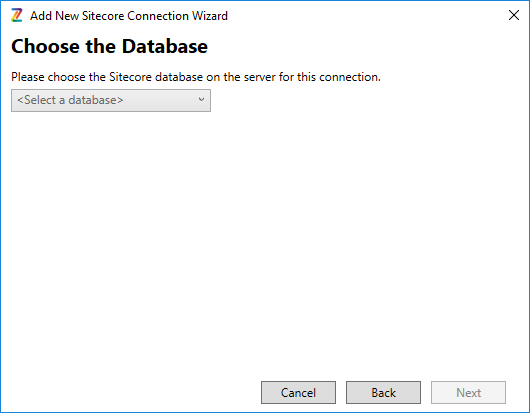 Add New Sitecore Connection Wizard
Choose the Database
Please choose the Sitecore database on the server for this connection.
<Select a database>
Cancel Back Next